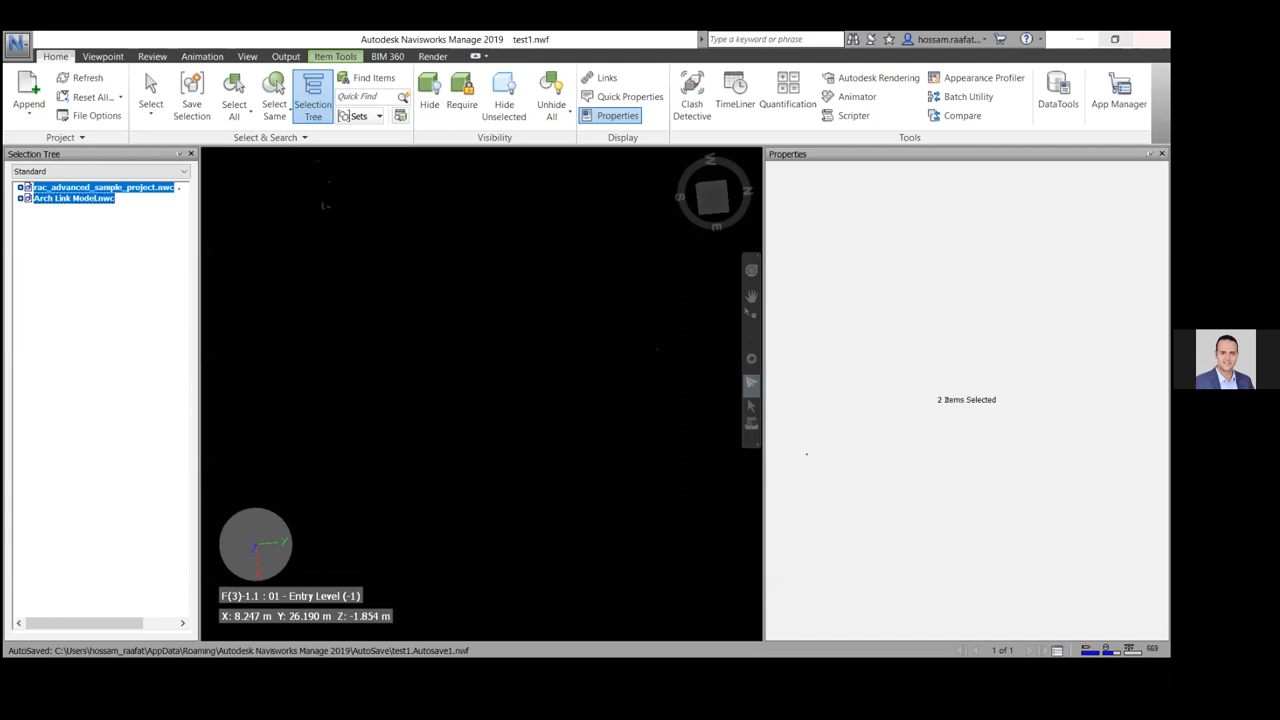 Autodesk Navisworks Manage 2019 test1.nwf
Type a keyword or phrase
hossam.raafat...
Home Viewpoint Review Animation View Output Item Tools BIM 360 Render
Append
Refresh
Reset All...
File Options
Project
Select
Save Selection
Select All
Select Same
Selection Tree
Find Items
Quick Find
Sets
Select & Search
Hide
Require
Hide Unselected
Unhide All
Visibility
Links
Quick Properties
Properties
Display
Clash Detective
TimeLiner
Quantification
Autodesk Rendering
Animator
Scripter
Appearance Profiler
Batch Utility
Compare
DataTools
App Manager
Tools
Selection Tree
Standard
rac_advanced_sample_project.nwc
Arch Link Model.nwc
W
N
S
E
Y
X
F(3)-1.1 : 01 - Entry Level (-1)
X: 8.247 m Y: 26.190 m Z: -1.854 m
Properties
2 Items Selected
AutoSaved: C:\Users\hossam_raafat\AppData\Roaming\Autodesk Navisworks Manage 2019\AutoSave\test1.Autosave1.nwf
1 of 1
669